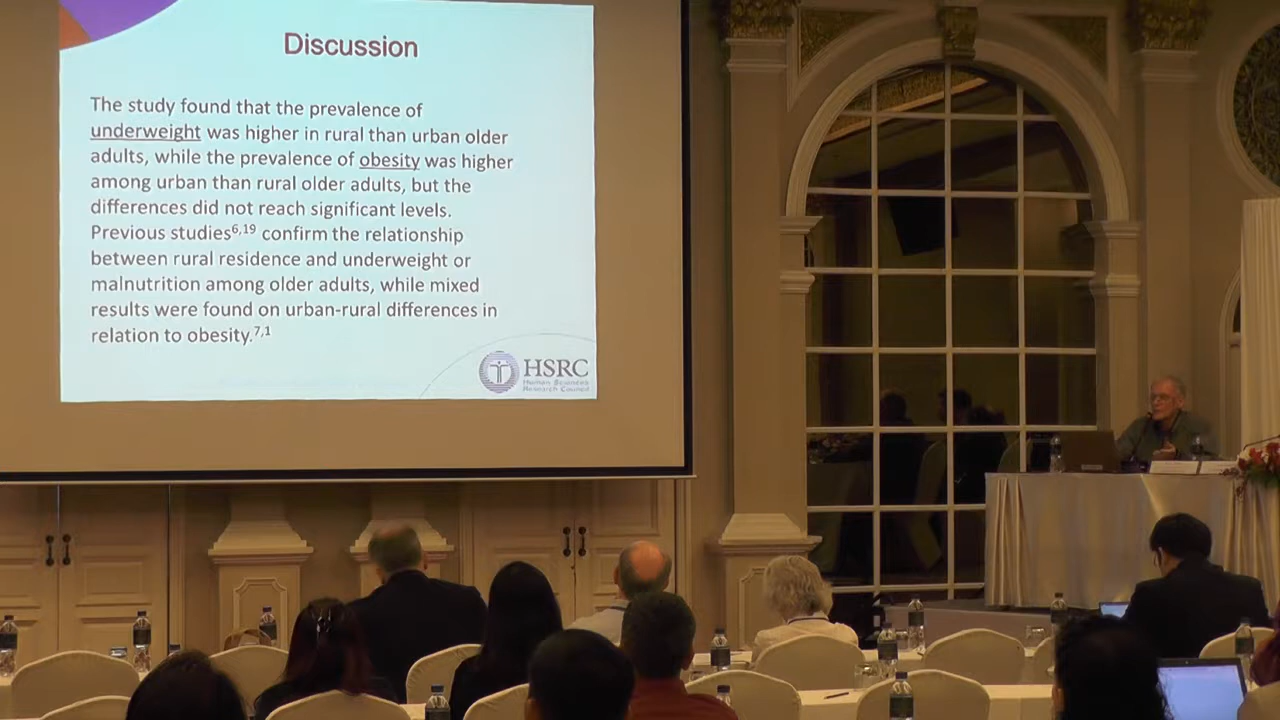 Discussion
The study found that the prevalence of
underweight was higher in rural than urban older
adults, while the prevalence of obesity was higher
among urban than rural older adults, but the
differences did not reach significant levels.
Previous studies6,19 confirm the relationship
between rural residence and underweight or
malnutrition among older adults, while mixed
results were found on urban-rural differences in
relation to obesity.7,1
HSRC
Human Sciences
Research Council